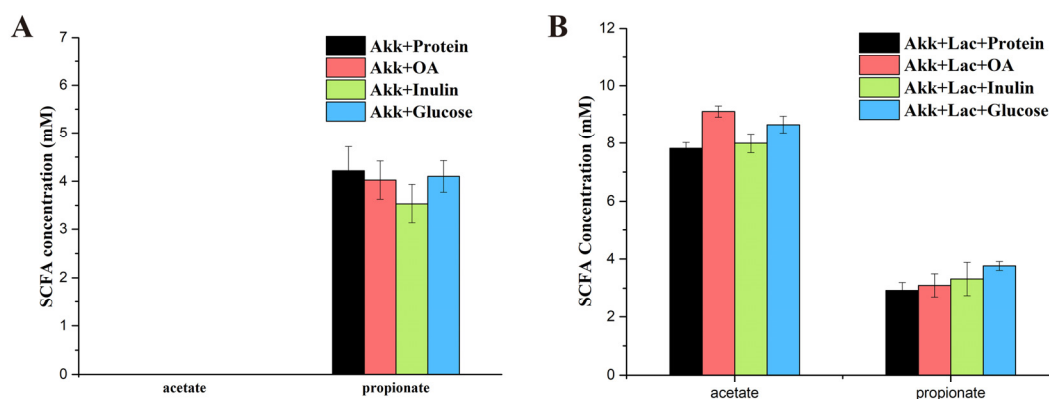 A
SCFA concentration (mM)
7
6
5
4
3
2
1
0
Akk+Protein
Akk+OA
Akk+Inulin
Akk+Glucose
acetate
propionate
B
SCFA Concentration (mM)
12
10
8
6
4
2
0
Akk+Lac+Protein
Akk+Lac+OA
Akk+Lac+Inulin
Akk+Lac+Glucose
acetate
propionate